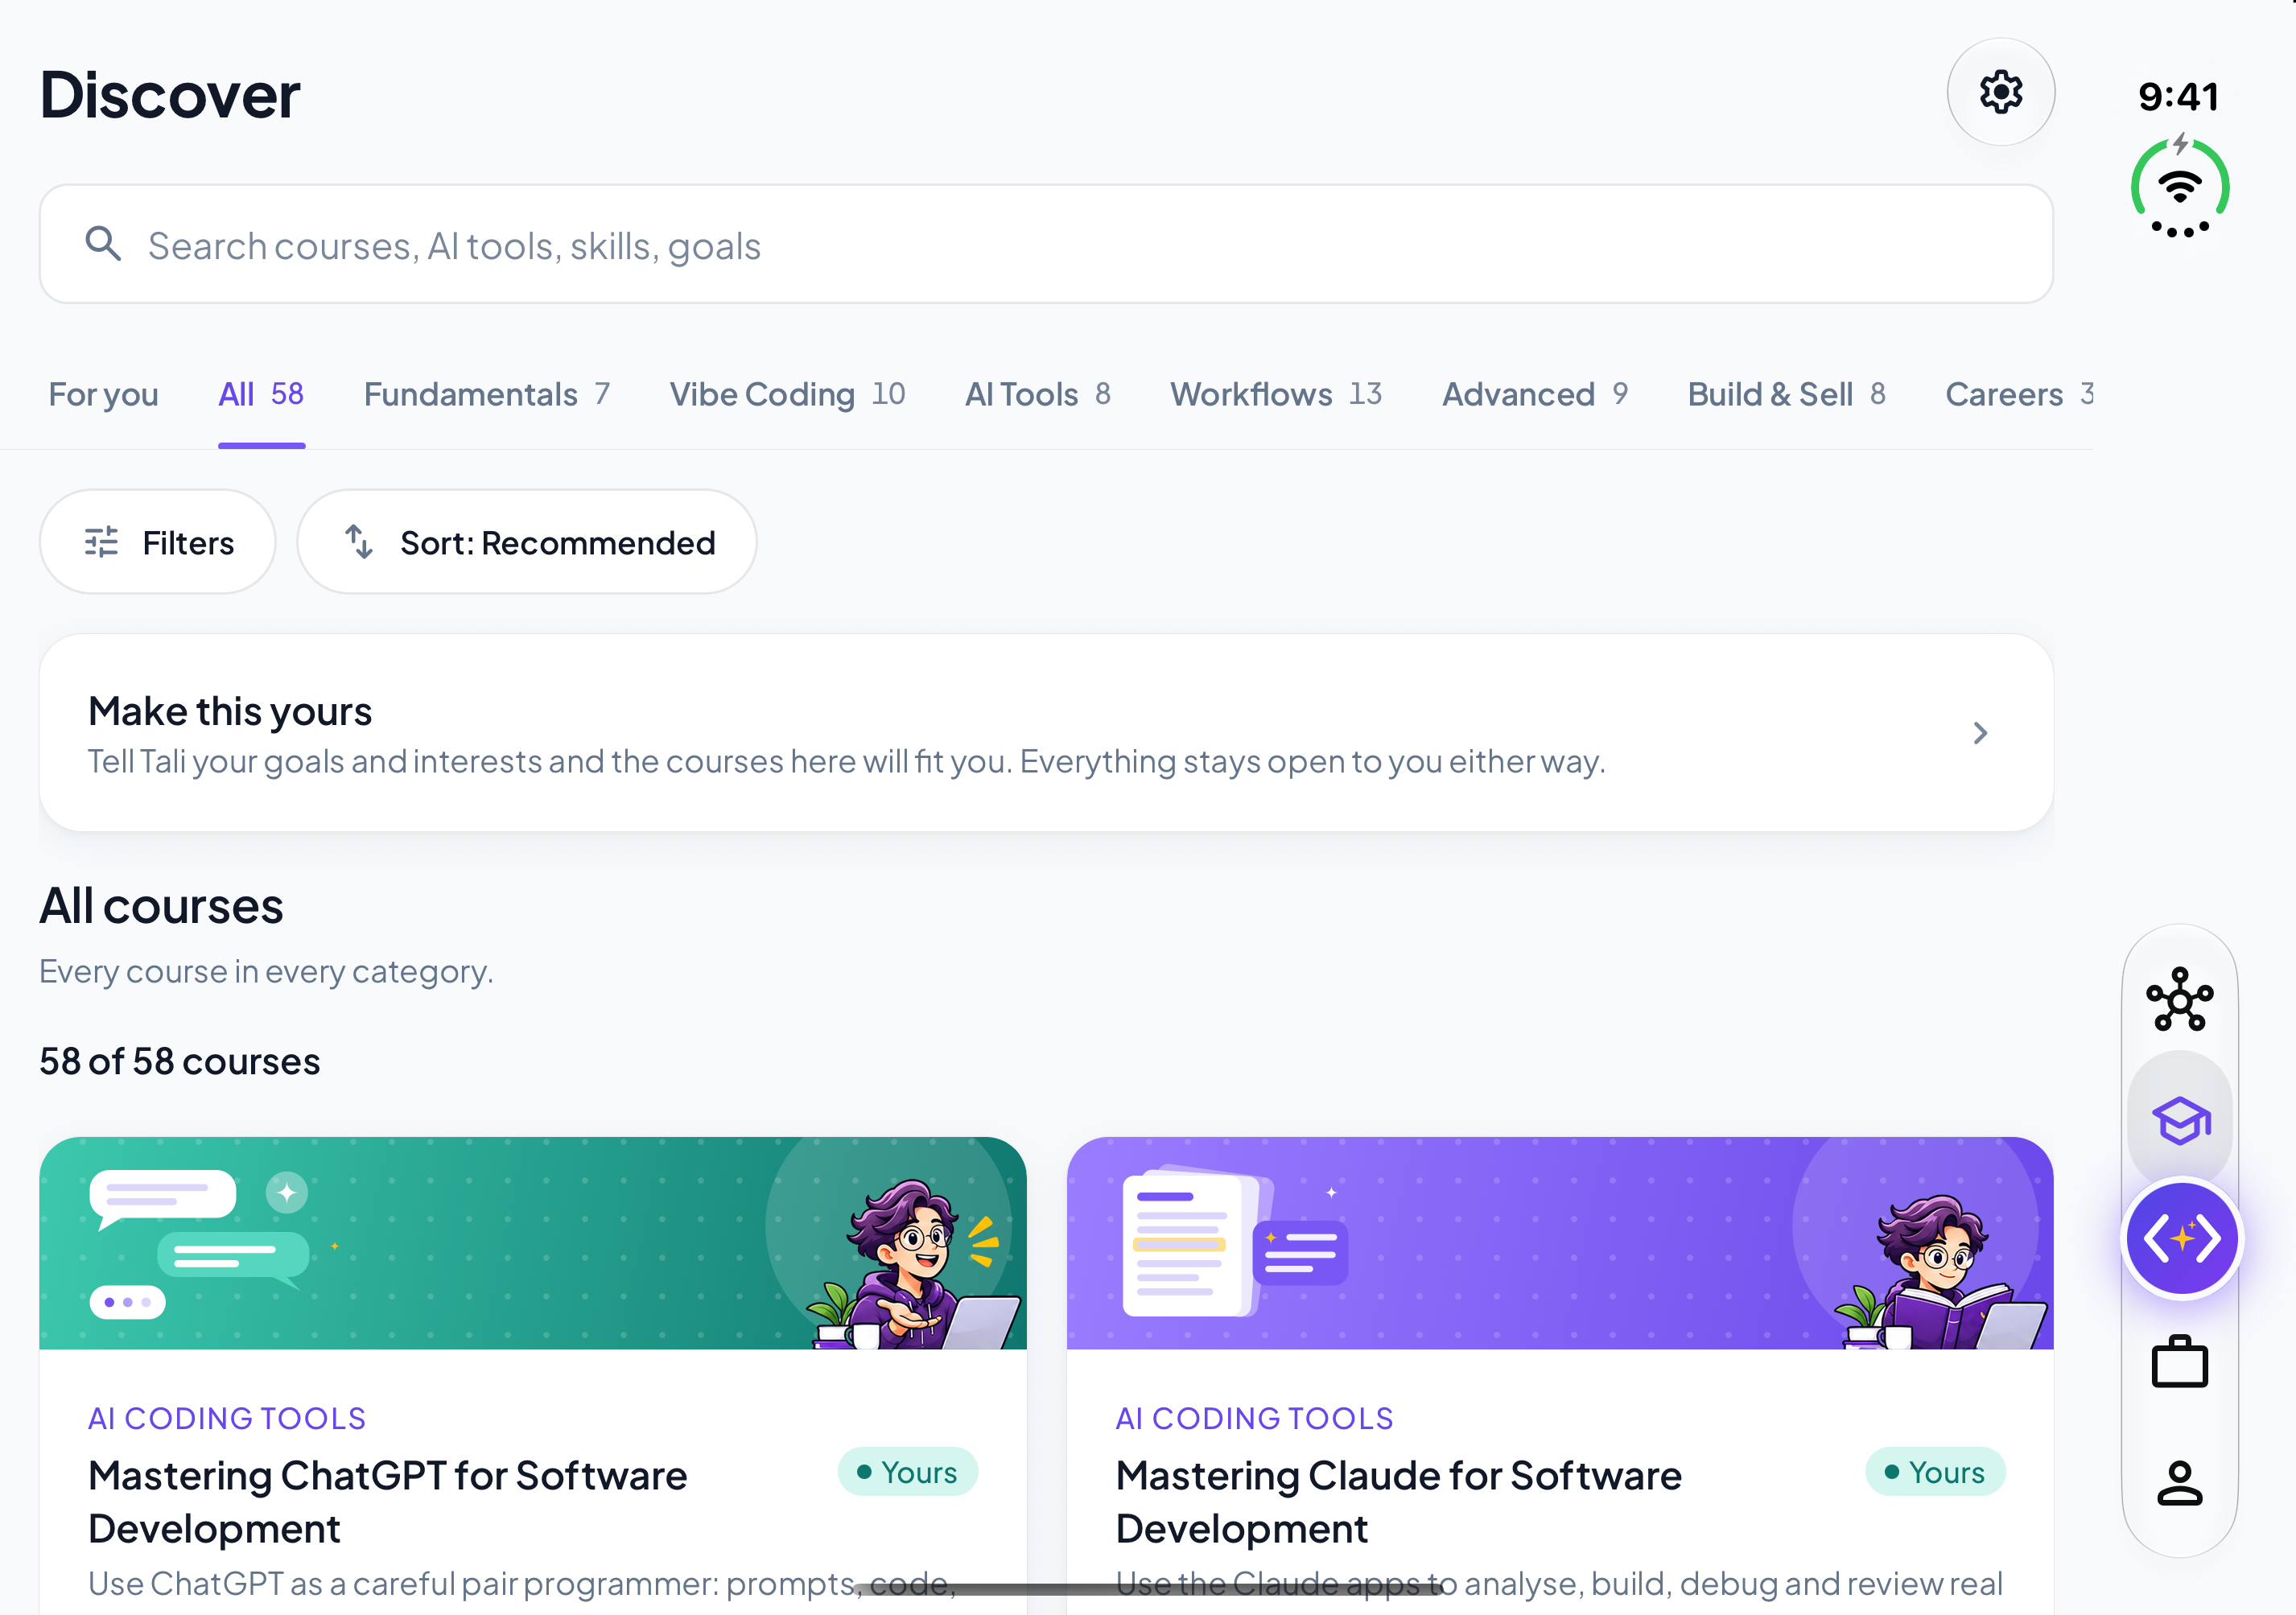 Discover
9:41
Search courses, AI tools, skills, goals
For you All 58 Fundamentals 7 Vibe Coding 10 AI Tools 8 Workflows 13 Advanced 9 Build & Sell 8 Careers 3
Filters Sort: Recommended
Make this yours
Tell Tali your goals and interests and the courses here will fit you. Everything stays open to you either way.
All courses
Every course in every category.
58 of 58 courses
AI CODING TOOLS
Mastering ChatGPT for Software
Development
Yours
Use ChatGPT as a careful pair programmer: prompts, code,
AI CODING TOOLS
Mastering Claude for Software
Development
Yours
Use the Claude apps to analyse, build, debug and review real